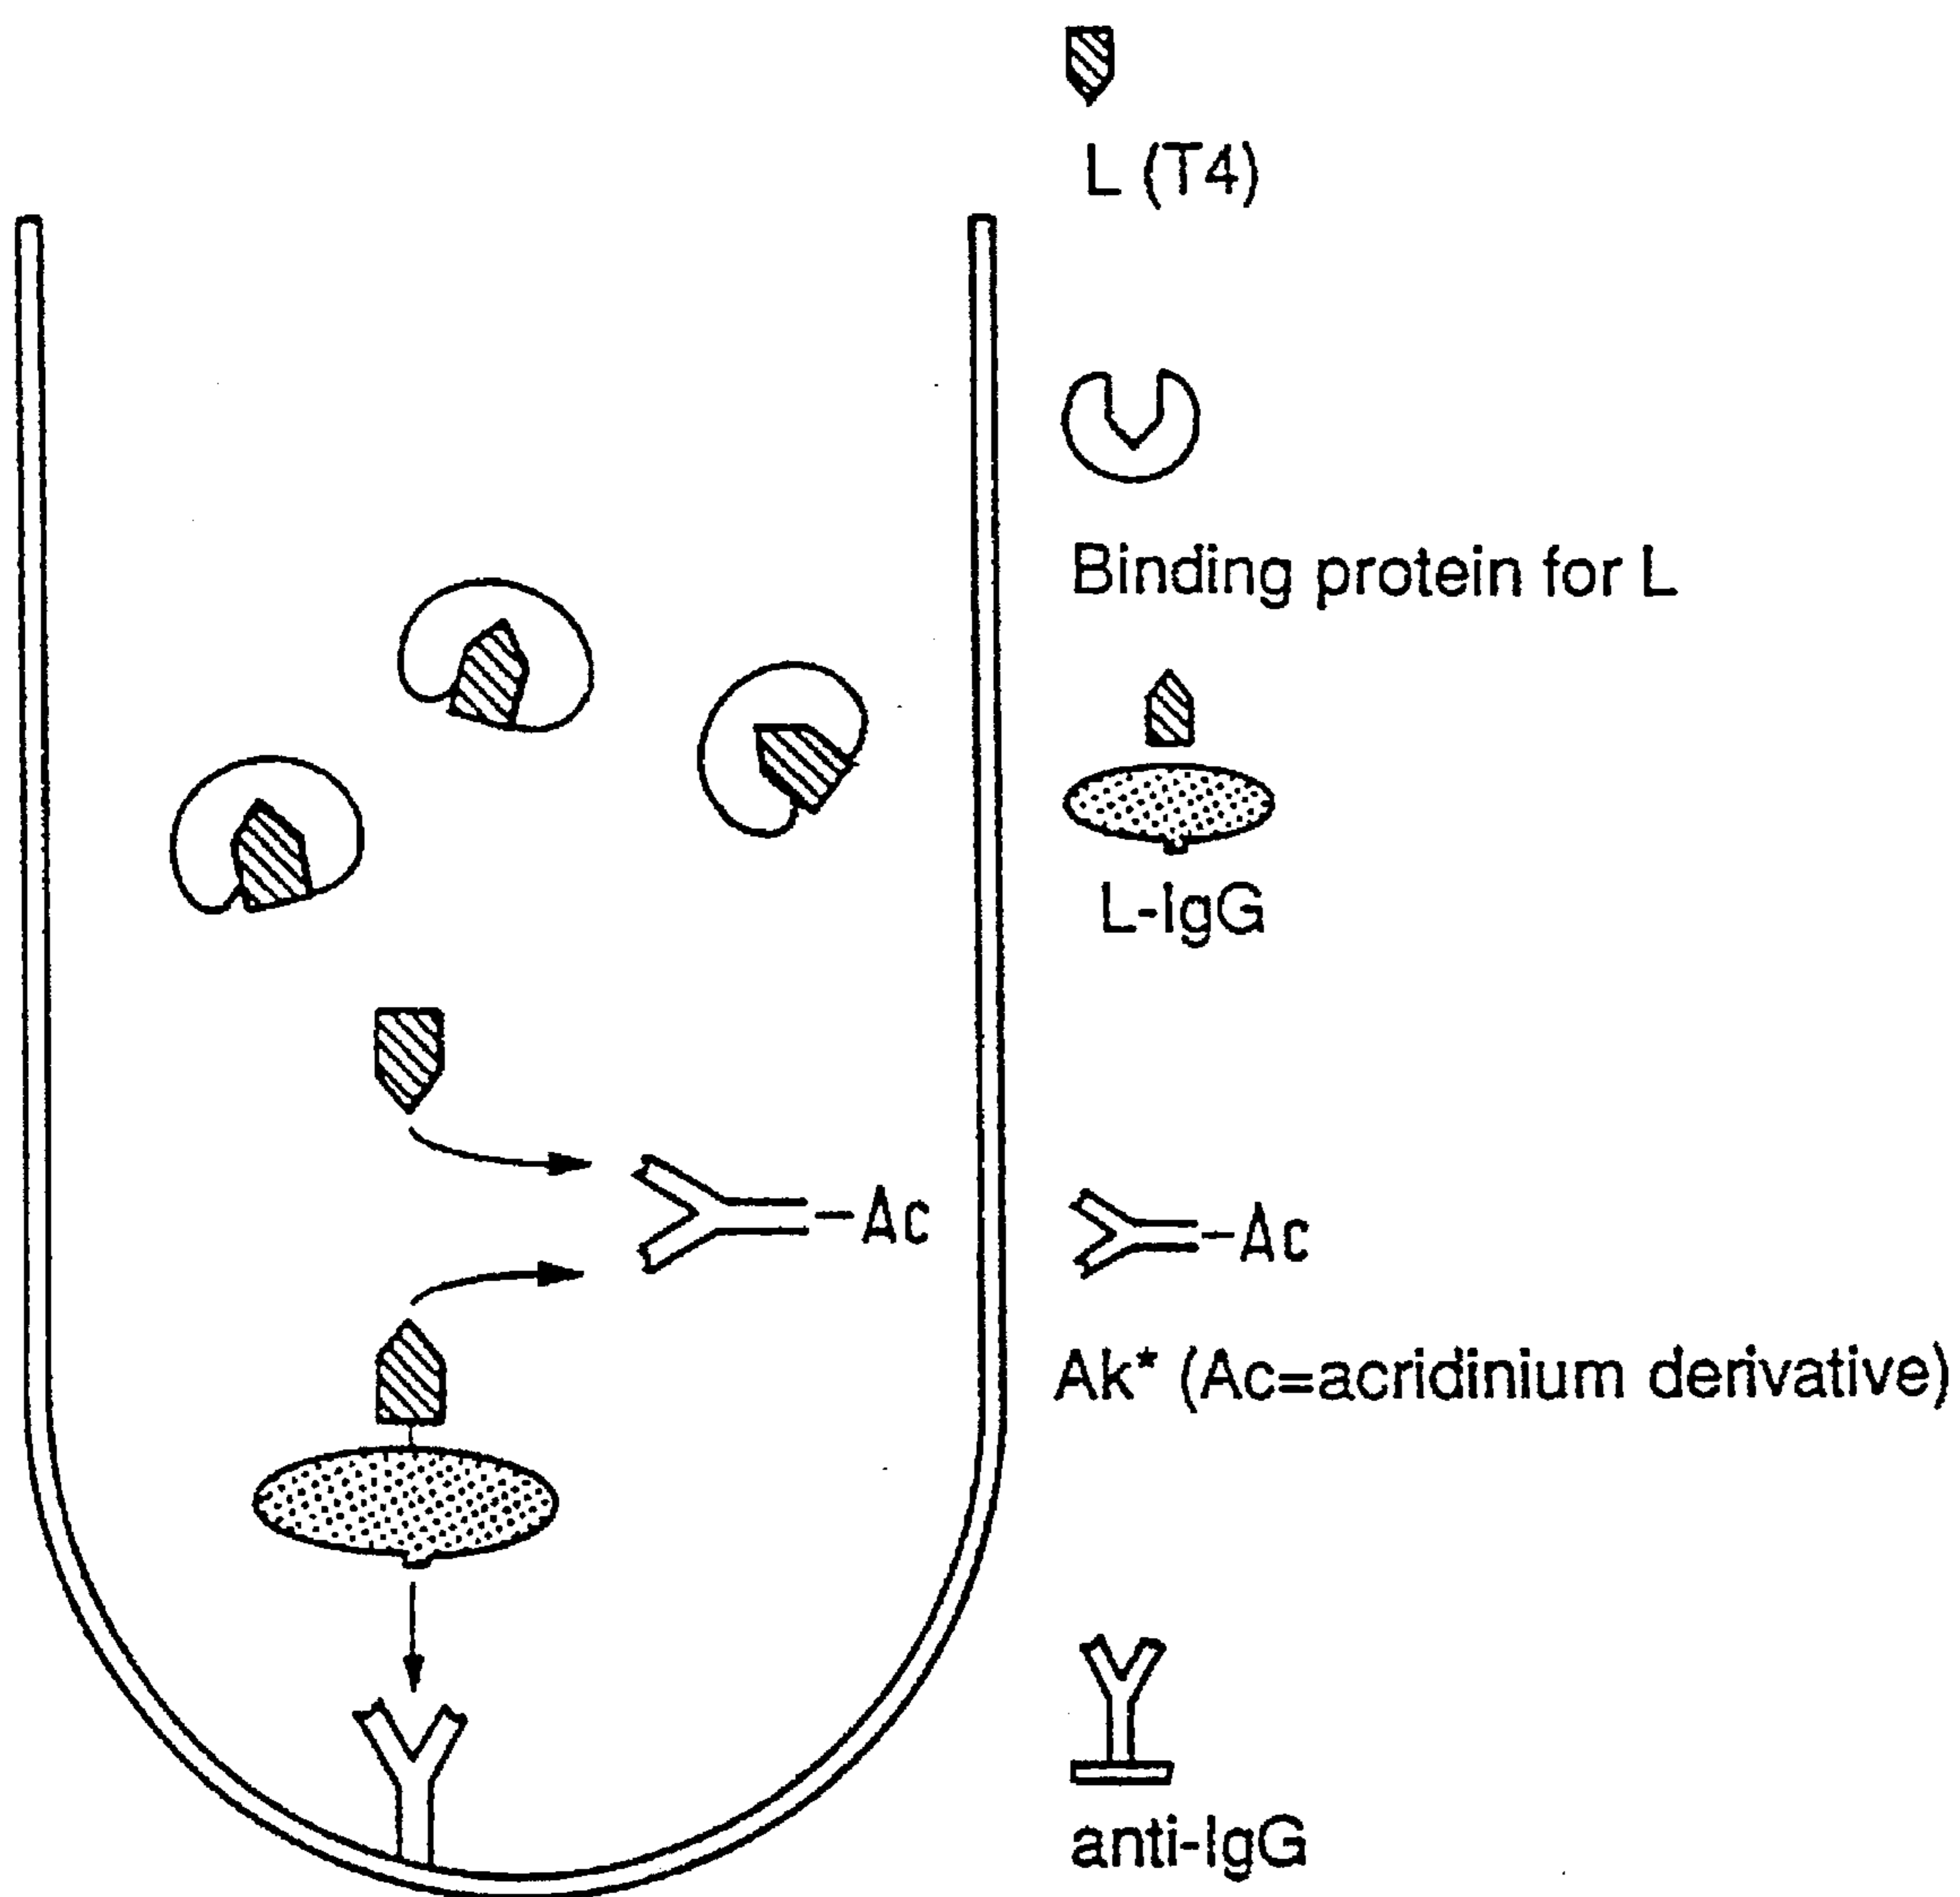 L (T4)
Binding protein for L
L-IgG
-Ac
-Ac
Ak* (Ac=acridinium derivative)
anti-IgG